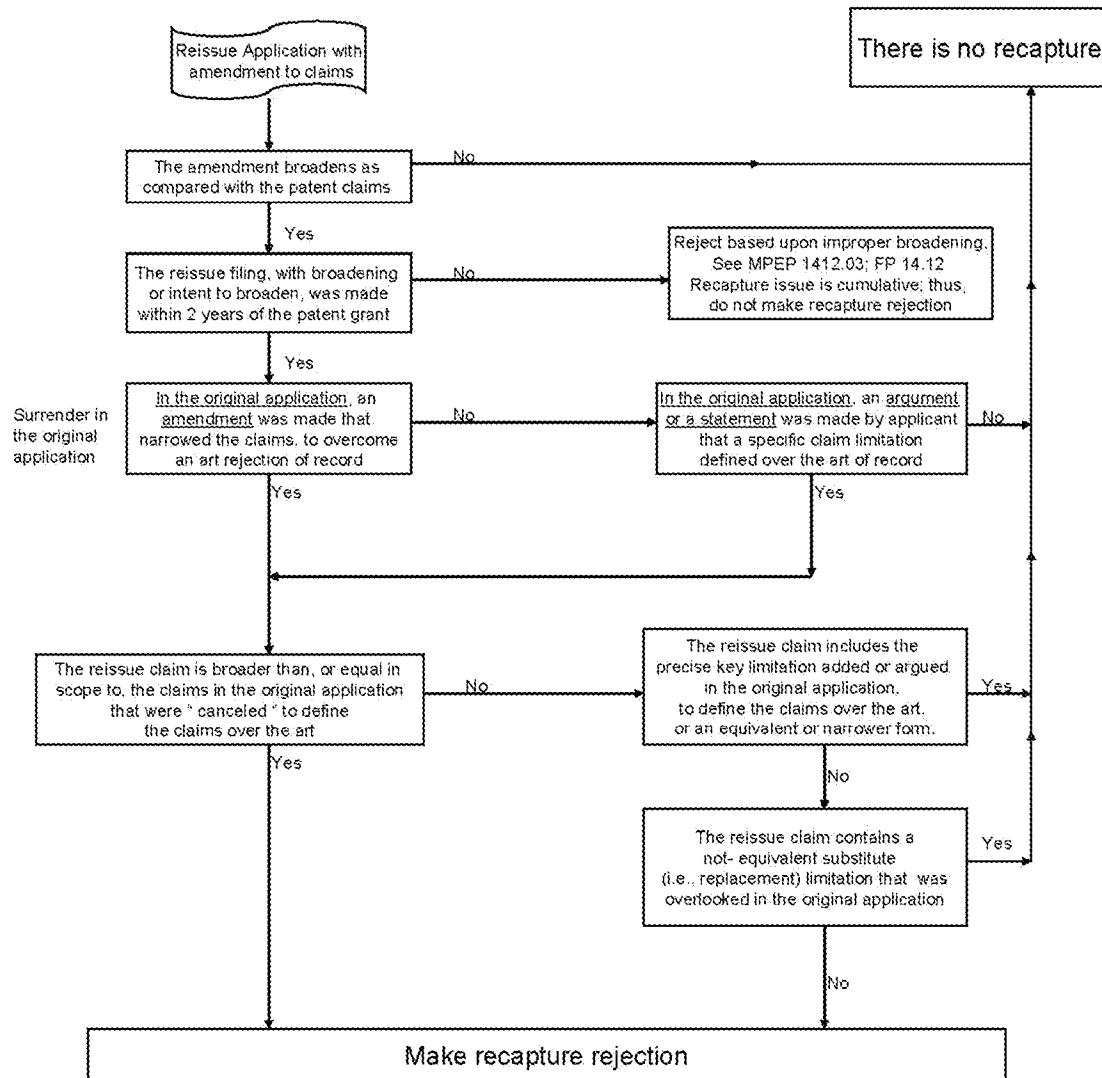 Reissue Application with
amendment to claims
There is no recapture
The amendment broadens as
compared with the patent claims
No
Yes
The reissue filing, with broadening
or intent to broaden, was made
within 2 years of the patent grant
No
Reject based upon improper broadening.
See MPEP 1412.03; FP 14.12
Recapture issue is cumulative; thus,
do not make recapture rejection
Yes
Surrender in
the original
application
In the original application, an
amendment was made that
narrowed the claims, to overcome
an art rejection of record
No
In the original application, an argument
or a statement was made by applicant
that a specific claim limitation
defined over the art of record
No
Yes
Yes
The reissue claim is broader than, or equal in
scope to, the claims in the original application
that were " canceled " to define
the claims over the art
No
The reissue claim includes the
precise key limitation added or argued
in the original application,
to define the claims over the art,
or an equivalent or narrower form.
Yes
Yes
No
The reissue claim contains a
not- equivalent substitute
(i.e., replacement) limitation that was
overlooked in the original application
Yes
No
Make recapture rejection